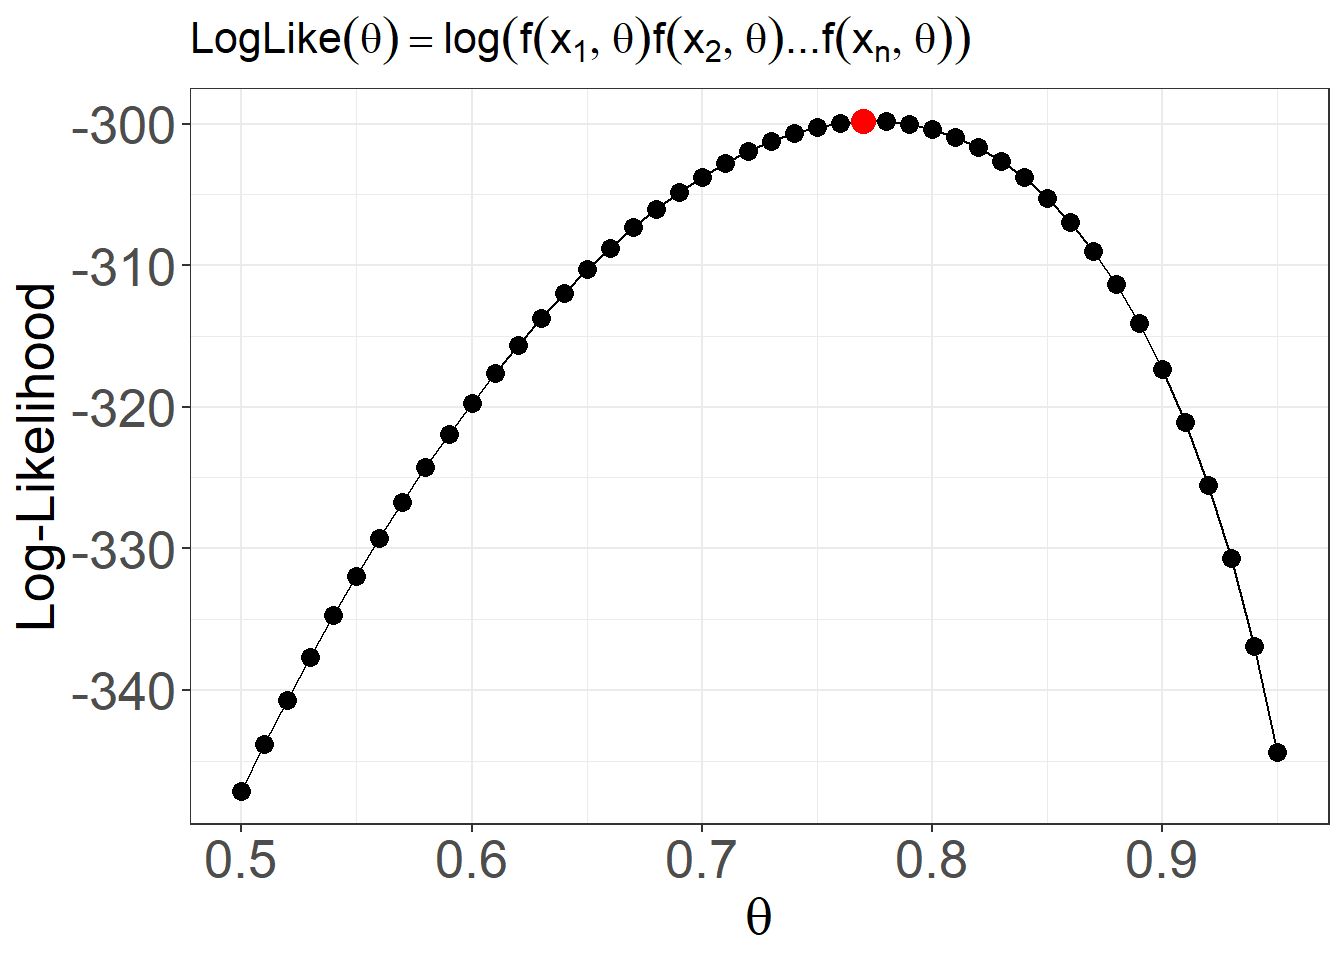 LogLike(θ) = log(f(x₁, θ)f(x₂, θ)...f(xₙ, θ))
-300
-310
-320
-330
-340
Log-Likelihood
0.5 0.6 0.7 0.8 0.9
θ